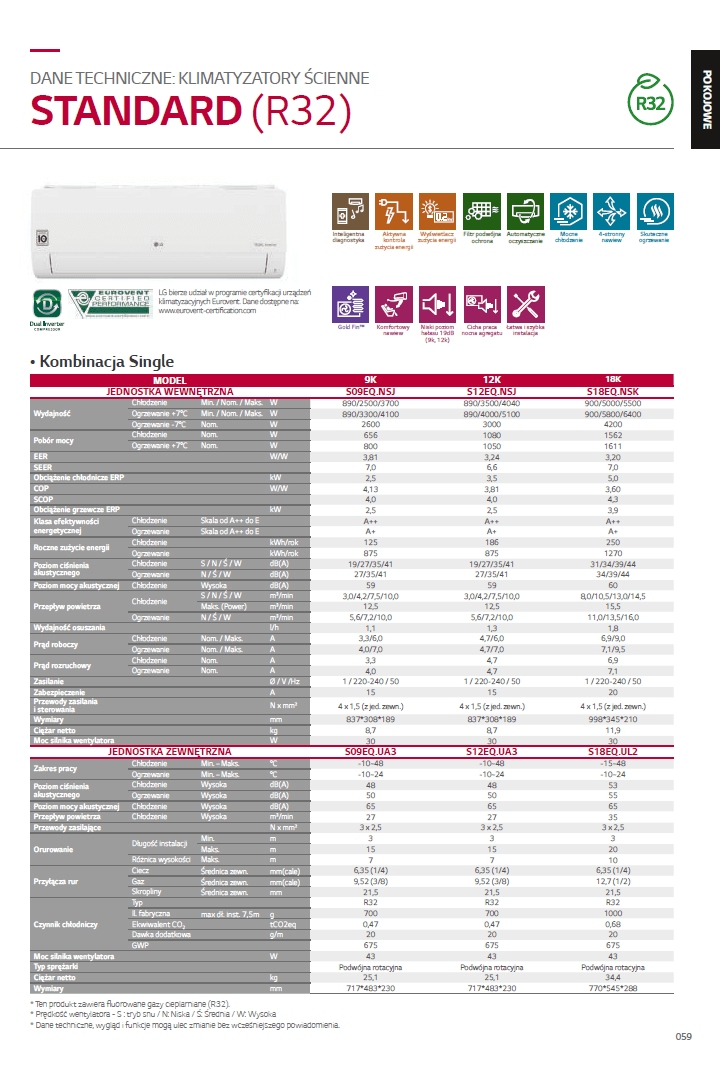 DANE TECHNICZNE: KLIMATYZATORY ŚCIENNE
STANDARD (R32)
R32
POKOJOWE
LG
Inteligentna diagnostyka
Aktywna kontrola zużycia energii
Wyświetlacz zużycia energii
Filtr podwójna ochrona
Automatyczne oczyszczanie
Mocne chłodzenie
4-stronny nawiew
Skuteczne ogrzewanie
Dual Inverter
COMPRESSOR
EUROVENT
CERTIFIED
PERFORMANCE
LG bierze udział w programie certyfikacji urządzeń
klimatyzacyjnych Eurovent. Dane dostępne na:
www.eurovent-certification.com
Gold Fin™
Komfortowy nawiew
Niski poziom hałasu 19dB (9k, 12k)
Cicha praca nocna agregatu
Łatwa i szybka instalacja
• Kombinacja Single
MODEL 9K 12K 18K
JEDNOSTKA WEWNĘTRZNA S09EQ.NSJ S12EQ.NSJ S18EQ.NSK
Wydajność Chłodzenie Min. / Nom. / Maks. W 890/2500/3700 890/3500/4040 900/5000/5500
Ogrzewanie +7°C Min. / Nom. / Maks. W 890/3300/4100 890/4000/5100 900/5800/6400
Ogrzewanie -7°C Nom. W 2600 3000 4200
Pobór mocy Chłodzenie Nom. W 656 1080 1562
Ogrzewanie +7°C Nom. W 800 1050 1611
EER W/W 3,81 3,24 3,20
SEER 7,0 6,6 7,0
Obciążenie chłodnicze ERP kW 2,5 3,5 5,0
COP W/W 4,13 3,81 3,60
SCOP 4,0 4,0 4,3
Obciążenie grzewcze ERP kW 2,5 2,5 3,9
Klasa efektywności energetycznej Chłodzenie Skala od A++ do E A++ A++ A++
Ogrzewanie Skala od A++ do E A+ A+ A+
Roczne zużycie energii Chłodzenie kWh/rok 125 186 250
Ogrzewanie kWh/rok 875 875 1270
Poziom ciśnienia akustycznego Chłodzenie S / N / Ś / W dB(A) 19/27/35/41 19/27/35/41 31/34/39/44
Ogrzewanie N / Ś / W dB(A) 27/35/41 27/35/41 34/39/44
Poziom mocy akustycznej Chłodzenie Wysoka dB(A) 59 59 60
Przepływ powietrza Chłodzenie S / N / Ś / W m³/min 3,0/4,2/7,5/10,0 3,0/4,2/7,5/10,0 8,0/10,5/13,0/14,5
Maks. (Power) m³/min 12,5 12,5 15,5
Ogrzewanie N / Ś / W m³/min 5,6/7,2/10,0 5,6/7,2/10,0 11,0/13,5/16,0
Wydajność osuszania l/h 1,1 1,3 1,8
Prąd roboczy Chłodzenie Nom. / Maks. A 3,3/6,0 4,7/6,0 6,9/9,0
Ogrzewanie Nom. / Maks. A 4,0/7,0 4,7/7,0 7,1/9,5
Prąd rozruchowy Chłodzenie Nom. A 3,3 4,7 6,9
Ogrzewanie Nom. A 4,0 4,7 7,1
Zasilanie Ø / V /Hz 1 / 220-240 / 50 1 / 220-240 / 50 1 / 220-240 / 50
Zabezpieczenie A 15 15 20
Przewody zasilania i sterowania N x mm² 4 x 1,5 (z jed. zewn.) 4 x 1,5 (z jed. zewn.) 4 x 1,5 (z jed. zewn.)
Wymiary mm 837*308*189 837*308*189 998*345*210
Ciężar netto kg 8,7 8,7 11,9
Moc silnika wentylatora W 30 30 30
JEDNOSTKA ZEWNĘTRZNA S09EQ.UA3 S12EQ.UA3 S18EQ.UL2
Zakres pracy Chłodzenie Min. – Maks. °C -10~48 -10~48 -15~48
Ogrzewanie Min. – Maks. °C -10~24 -10~24 -10~24
Poziom ciśnienia akustycznego Chłodzenie Wysoka dB(A) 48 48 53
Ogrzewanie Wysoka dB(A) 50 50 55
Poziom mocy akustycznej Chłodzenie Wysoka dB(A) 65 65 65
Przepływ powietrza Chłodzenie Wysoka m³/min 27 27 35
Przewody zasilające N x mm² 3 x 2,5 3 x 2,5 3 x 2,5
Orurowanie Długość instalacji Min. m 3 3 3
Maks. m 15 15 20
Różnica wysokości Maks. m 7 7 10
Przyłącza rur Ciecz Średnica zewn. mm(cale) 6,35 (1/4) 6,35 (1/4) 6,35 (1/4)
Gaz Średnica zewn. mm(cale) 9,52 (3/8) 9,52 (3/8) 12,7 (1/2)
Skropliny Średnica zewn. mm 21,5 21,5 21,5
Czynnik chłodniczy Typ R32 R32 R32
Il. fabryczna max dł. inst. 7,5m g 700 700 1000
Ekwiwalent CO₂ tCO2eq 0,47 0,47 0,68
Dawka dodatkowa g/m 20 20 20
GWP 675 675 675
Moc silnika wentylatora W 43 43 43
Typ sprężarki Podwójna rotacyjna Podwójna rotacyjna Podwójna rotacyjna
Ciężar netto kg 25,1 25,1 34,4
Wymiary mm 717*483*230 717*483*230 770*545*288
* Ten produkt zawiera fluorowane gazy cieplarniane (R32).
* Prędkość wentylatora - S : tryb snu / N: Niska / Ś: Średnia / W: Wysoka
* Dane techniczne, wygląd i funkcje mogą ulec zmianie bez wcześniejszego powiadomienia.
059